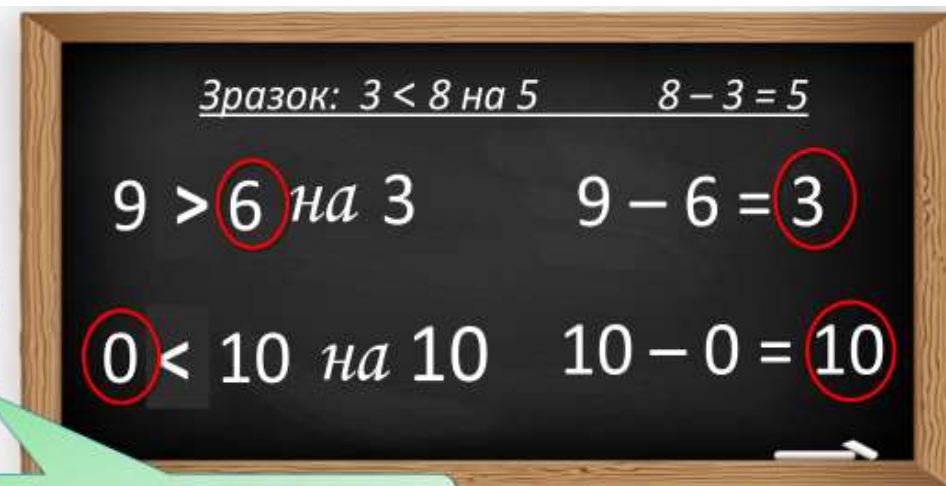 Зразок: 3 < 8 на 5 8 – 3 = 5
9 > 6 на 3 9 – 6 = 3
0 < 10 на 10 10 – 0 = 10